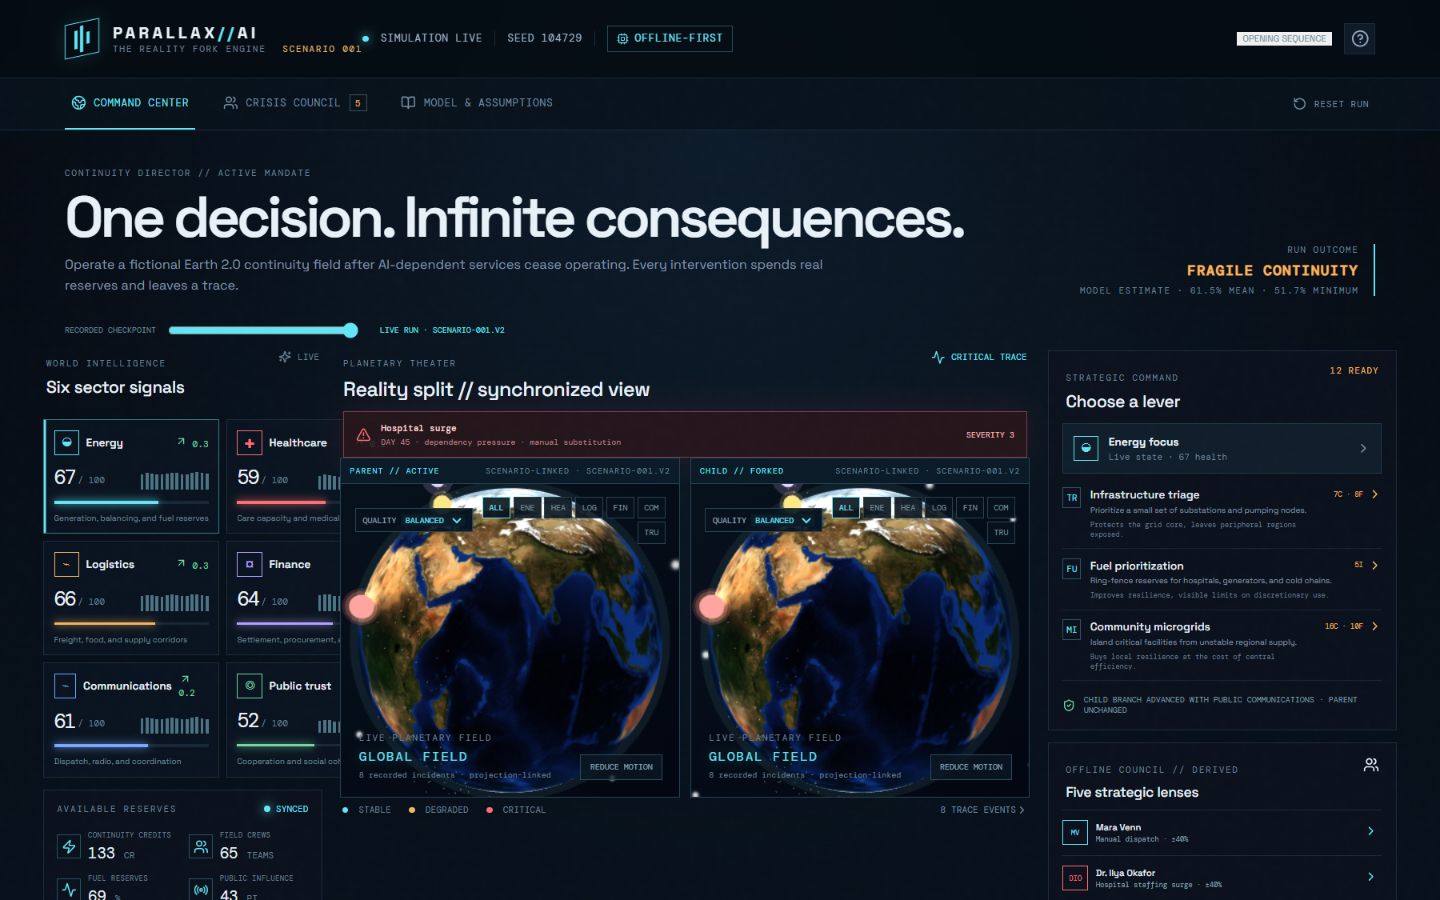 PARALLAX//AI
THE REALITY FORK ENGINE
SCENARIO 001
SIMULATION LIVE
SEED 104729
OFFLINE-FIRST
OPENING SEQUENCE
COMMAND CENTER
CRISIS COUNCIL 5
MODEL & ASSUMPTIONS
RESET RUN
CONTINUITY DIRECTOR // ACTIVE MANDATE
One decision. Infinite consequences.
Operate a fictional Earth 2.0 continuity field after AI-dependent services cease operating. Every intervention spends real
reserves and leaves a trace.
RUN OUTCOME
FRAGILE CONTINUITY
MODEL ESTIMATE · 61.5% MEAN · 51.7% MINIMUM
RECORDED CHECKPOINT
LIVE RUN · SCENARIO-001.V2
WORLD INTELLIGENCE
LIVE
Six sector signals
Energy
0.3
67 / 100
Generation, balancing, and fuel reserves
Healthcare
59 / 100
Care capacity and medical
Logistics
0.3
66 / 100
Freight, food, and supply corridors
Finance
64 / 100
Settlement, procurement,
Communications
0.2
61 / 100
Dispatch, radio, and coordination
Public trust
52 / 100
Cooperation and social
AVAILABLE RESERVES
SYNCED
CONTINUITY CREDITS
133 CR
FIELD CREWS
65 TEAMS
FUEL RESERVES
69 %
PUBLIC INFLUENCE
43 PT
PLANETARY THEATER
CRITICAL TRACE
Reality split // synchronized view
Hospital surge
DAY 45 · dependency pressure · manual substitution
SEVERITY 3
PARENT // ACTIVE
SCENARIO-LINKED · SCENARIO-001.V2
QUALITY BALANCED
ALL ENE HEA LOG FIN COM
TRU
LIVE PLANETARY FIELD
GLOBAL FIELD
8 recorded incidents · projection-linked
REDUCE MOTION
CHILD // FORKED
SCENARIO-LINKED · SCENARIO-001.V2
QUALITY BALANCED
ALL ENE HEA LOG FIN COM
TRU
LIVE PLANETARY FIELD
GLOBAL FIELD
8 recorded incidents · projection-linked
REDUCE MOTION
STABLE
DEGRADED
CRITICAL
8 TRACE EVENTS
STRATEGIC COMMAND
12 READY
Choose a lever
Energy focus
Live state · 67 health
TR
Infrastructure triage
7C · 8F
Prioritize a small set of substations and pumping nodes.
Protects the grid core, leaves peripheral regions
exposed.
FU
Fuel prioritization
5I
Ring-fence reserves for hospitals, generators, and cold chains.
Improves resilience, visible limits on discretionary use.
MI
Community microgrids
16C · 10F
Island critical facilities from unstable regional supply.
Buys local resilience at the cost of central
efficiency.
CHILD BRANCH ADVANCED WITH PUBLIC COMMUNICATIONS · PARENT
UNCHANGED
OFFLINE COUNCIL // DERIVED
Five strategic lenses
MV
Mara Venn
Manual dispatch · ±40%
DIO
Dr. Ilya Okafor
Hospital staffing surge · ±40%